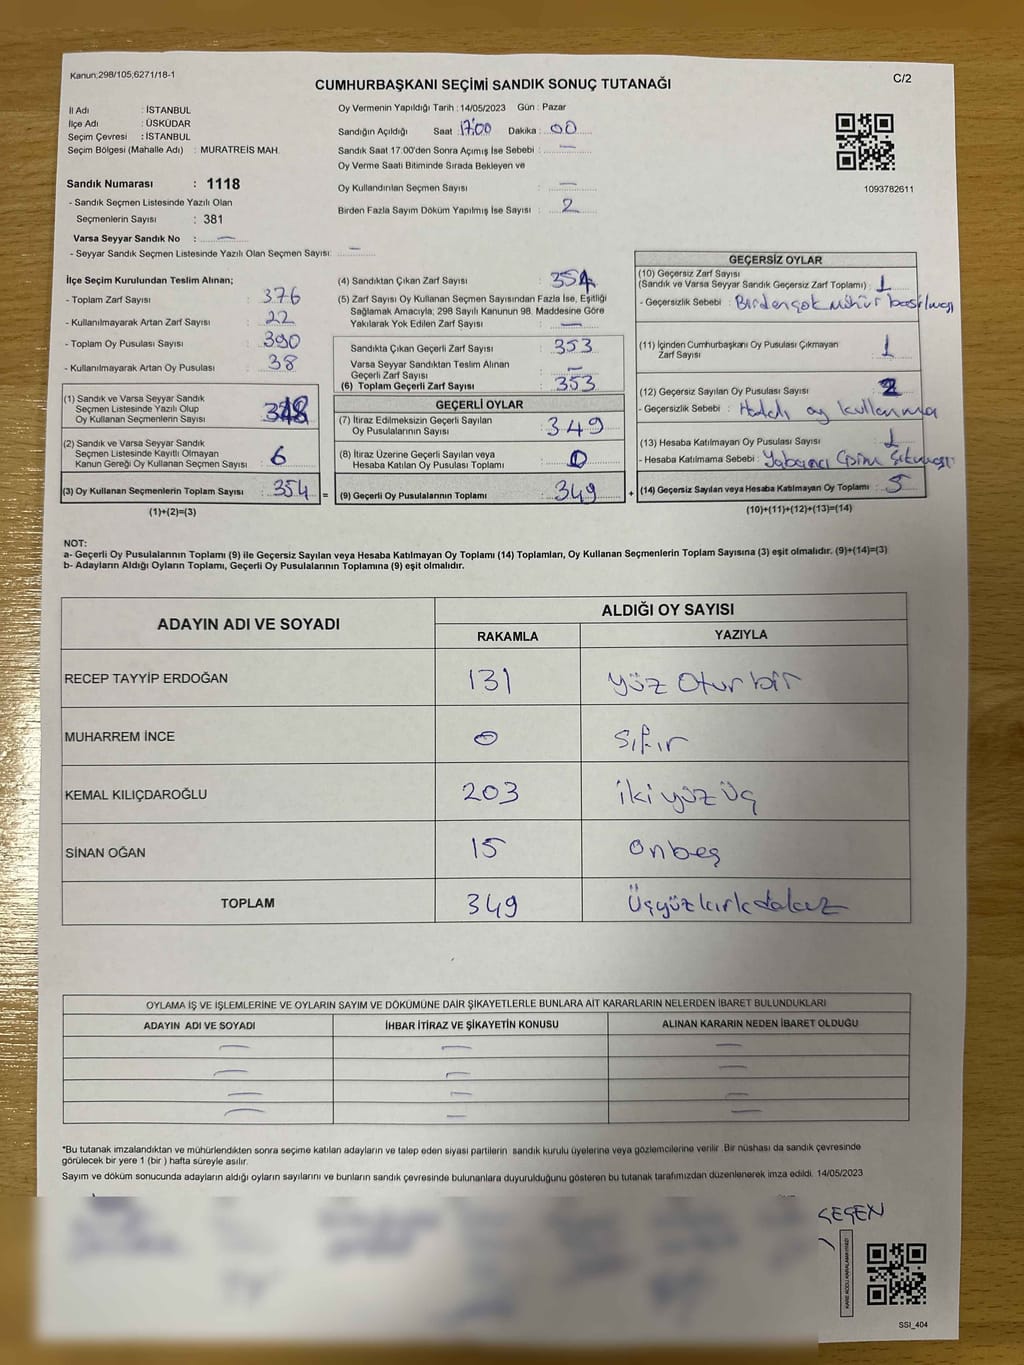 Kanun:298/105,6271/18-1
C/2
CUMHURBAŞKANI SEÇİMİ SANDIK SONUÇ TUTANAĞI
İl Adı : İSTANBUL
İlçe Adı : ÜSKÜDAR
Seçim Çevresi : İSTANBUL
Seçim Bölgesi (Mahalle Adı) : MURATREİS MAH.
Sandık Numarası : 1118
- Sandık Seçmen Listesinde Yazılı Olan
Seçmenlerin Sayısı : 381
Varsa Seyyar Sandık No : —
- Seyyar Sandık Seçmen Listesinde Yazılı Olan Seçmen Sayısı: —
Oy Vermenin Yapıldığı Tarih : 14/05/2023 Gün : Pazar
Sandığın Açıldığı Saat : 17:00 Dakika : 00
Sandık Saat 17:00'den Sonra Açımış İse Sebebi : —
Oy Verme Saati Bitiminde Sırada Bekleyen ve
Oy Kullandırılan Seçmen Sayısı : —
Birden Fazla Sayım Döküm Yapılmış İse Sayısı : 2
1093782611
İlçe Seçim Kurulundan Teslim Alınan;
- Toplam Zarf Sayısı : 376
- Kullanılmayarak Artan Zarf Sayısı : 22
- Toplam Oy Pusulası Sayısı : 390
- Kullanılmayarak Artan Oy Pusulası : 38
(1) Sandık ve Varsa Seyyar Sandık
Seçmen Listesinde Yazılı Olup
Oy Kullanan Seçmenlerin Sayısı :
(2) Sandık ve Varsa Seyyar Sandık
Seçmen Listesinde Kayıtlı Olmayan
Kanun Gereği Oy Kullanan Seçmen Sayısı : 6
(3) Oy Kullanan Seçmenlerin Toplam Sayısı : 354 =
(1)+(2)=(3)
(4) Sandıktan Çıkan Zarf Sayısı : 354
(5) Zarf Sayısı Oy Kullanan Seçmen Sayısından Fazla İse, Eşitliği
Sağlamak Amacıyla; 298 Sayılı Kanunun 98. Maddesine Göre
Yakılarak Yok Edilen Zarf Sayısı : —
Sandıkta Çıkan Geçerli Zarf Sayısı : 353
Varsa Seyyar Sandıktan Teslim Alınan
Geçerli Zarf Sayısı : —
(6) Toplam Geçerli Zarf Sayısı : 353
GEÇERLİ OYLAR
(7) İtiraz Edilmeksizin Geçerli Sayılan
Oy Pusulalarının Sayısı : 349
(8) İtiraz Üzerine Geçerli Sayılan veya
Hesaba Katılan Oy Pusulası Toplamı : 0
(9) Geçerli Oy Pusulalarının Toplamı : 349 +
GEÇERSİZ OYLAR
(10) Geçersiz Zarf Sayısı
(Sandık ve Varsa Seyyar Sandık Geçersiz Zarf Toplamı) : 1
- Geçersizlik Sebebi : Birden çok mühür basılması
(11) İçinden Cumhurbaşkanı Oy Pusulası Çıkmayan
Zarf Sayısı : 1
(12) Geçersiz Sayılan Oy Pusulası Sayısı : 2
- Geçersizlik Sebebi : Hatalı oy kullanma
(13) Hesaba Katılmayan Oy Pusulası Sayısı : 1
- Hesaba Katılmama Sebebi : Yabancı Cisim çıkması
(14) Geçersiz Sayılan veya Hesaba Katılmayan Oy Toplamı : 5
(10)+(11)+(12)+(13)=(14)
NOT:
a- Geçerli Oy Pusulalarının Toplamı (9) ile Geçersiz Sayılan veya Hesaba Katılmayan Oy Toplamı (14) Toplamları, Oy Kullanan Seçmenlerin Toplam Sayısına (3) eşit olmalıdır. (9)+(14)=(3)
b- Adayların Aldığı Oyların Toplamı, Geçerli Oy Pusulalarının Toplamına (9) eşit olmalıdır.
ADAYIN ADI VE SOYADI ALDIĞI OY SAYISI
RAKAMLA YAZIYLA
RECEP TAYYİP ERDOĞAN 131 yüz otuz bir
MUHARREM İNCE 0 sıfır
KEMAL KILIÇDAROĞLU 203 iki yüz üç
SİNAN OĞAN 15 onbeş
TOPLAM 349 Üçyüzkırkdokuz
OYLAMA İŞ VE İŞLEMLERİNE VE OYLARIN SAYIM VE DÖKÜMÜNE DAİR ŞİKAYETLERLE BUNLARA AİT KARARLARIN NELERDEN İBARET BULUNDUKLARI
ADAYIN ADI VE SOYADI İHBAR İTİRAZ VE ŞİKAYETİN KONUSU ALINAN KARARIN NEDEN İBARET OLDUĞU
— — —
— — —
— — —
— — —
*Bu tutanak imzalandıktan ve mühürlendikten sonra seçime katılan adayların ve talep eden siyasi partilerin sandık kurulu üyelerine veya gözlemcilerine verilir. Bir nüshası da sandık çevresinde
görülecek bir yere 1 (bir ) hafta süreyle asılır.
Sayım ve döküm sonucunda adayların aldığı oyların sayılarını ve bunların sandık çevresinde bulunanlara duyurulduğunu gösteren bu tutanak tarafımızdan düzenlenerek imza edildi. 14/05/2023
KARE KODU KARALAMAYINIZ!
SSİ_404